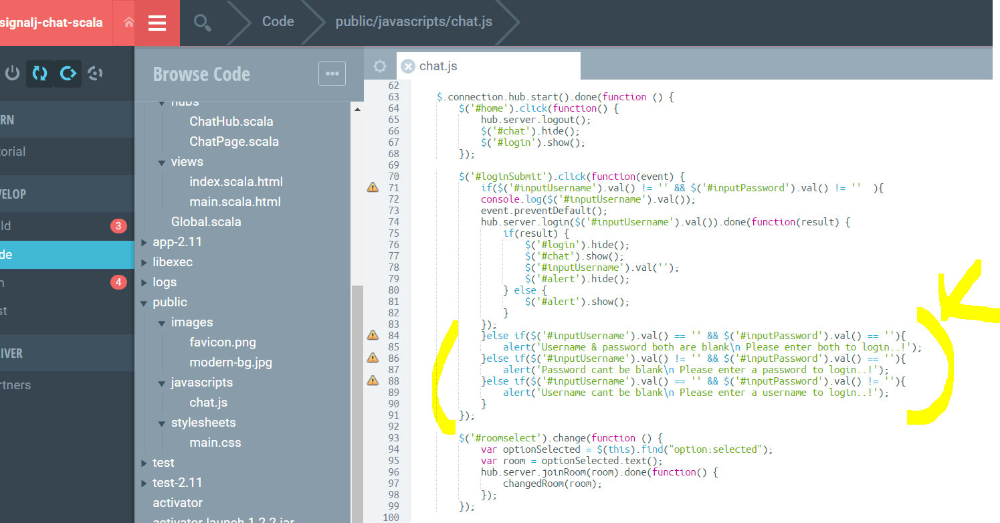 signalj-chat-scala
Code
public/javascripts/chat.js
RN
orial
VELOP
ld
3
de
n
4
st
IVER
rtners
Browse Code
hubs
ChatHub.scala
ChatPage.scala
views
index.scala.html
main.scala.html
Global.scala
app-2.11
libexec
logs
public
images
favicon.png
modern-bg.jpg
javascripts
chat.js
stylesheets
main.css
test
test-2.11
activator
activator-launch-1.2.2.jar
chat.js
62
63 $.connection.hub.start().done(function () {
64 $('#home').click(function() {
65 hub.server.logout();
66 $('#chat').hide();
67 $('#login').show();
68 });
69
70 $('#loginSubmit').click(function(event) {
71 if($('#inputUsername').val() != '' && $('#inputPassword').val() != ''  ){
72 console.log($('#inputUsername').val());
73 event.preventDefault();
74 hub.server.login($('#inputUsername').val()).done(function(result) {
75 if(result) {
76 $('#login').hide();
77 $('#chat').show();
78 $('#inputUsername').val('');
79 $('#alert').hide();
80 } else {
81 $('#alert').show();
82 }
83 });
84 }else if($('#inputUsername').val() == '' && $('#inputPassword').val() == ''){
85 alert('Username & password both are blank\n Please enter both to login..!');
86 }else if($('#inputUsername').val() != '' && $('#inputPassword').val() == ''){
87 alert('Password cant be blank\n Please enter a password to login..!');
88 }else if($('#inputUsername').val() == '' && $('#inputPassword').val() != ''){
89 alert('Username cant be blank\n Please enter a username to login..!');
90 }
91 });
92
93 $('#roomselect').change(function () {
94 var optionSelected = $(this).find("option:selected");
95 var room = optionSelected.text();
96 hub.server.joinRoom(room).done(function() {
97 changedRoom(room);
98 });
99 });
100